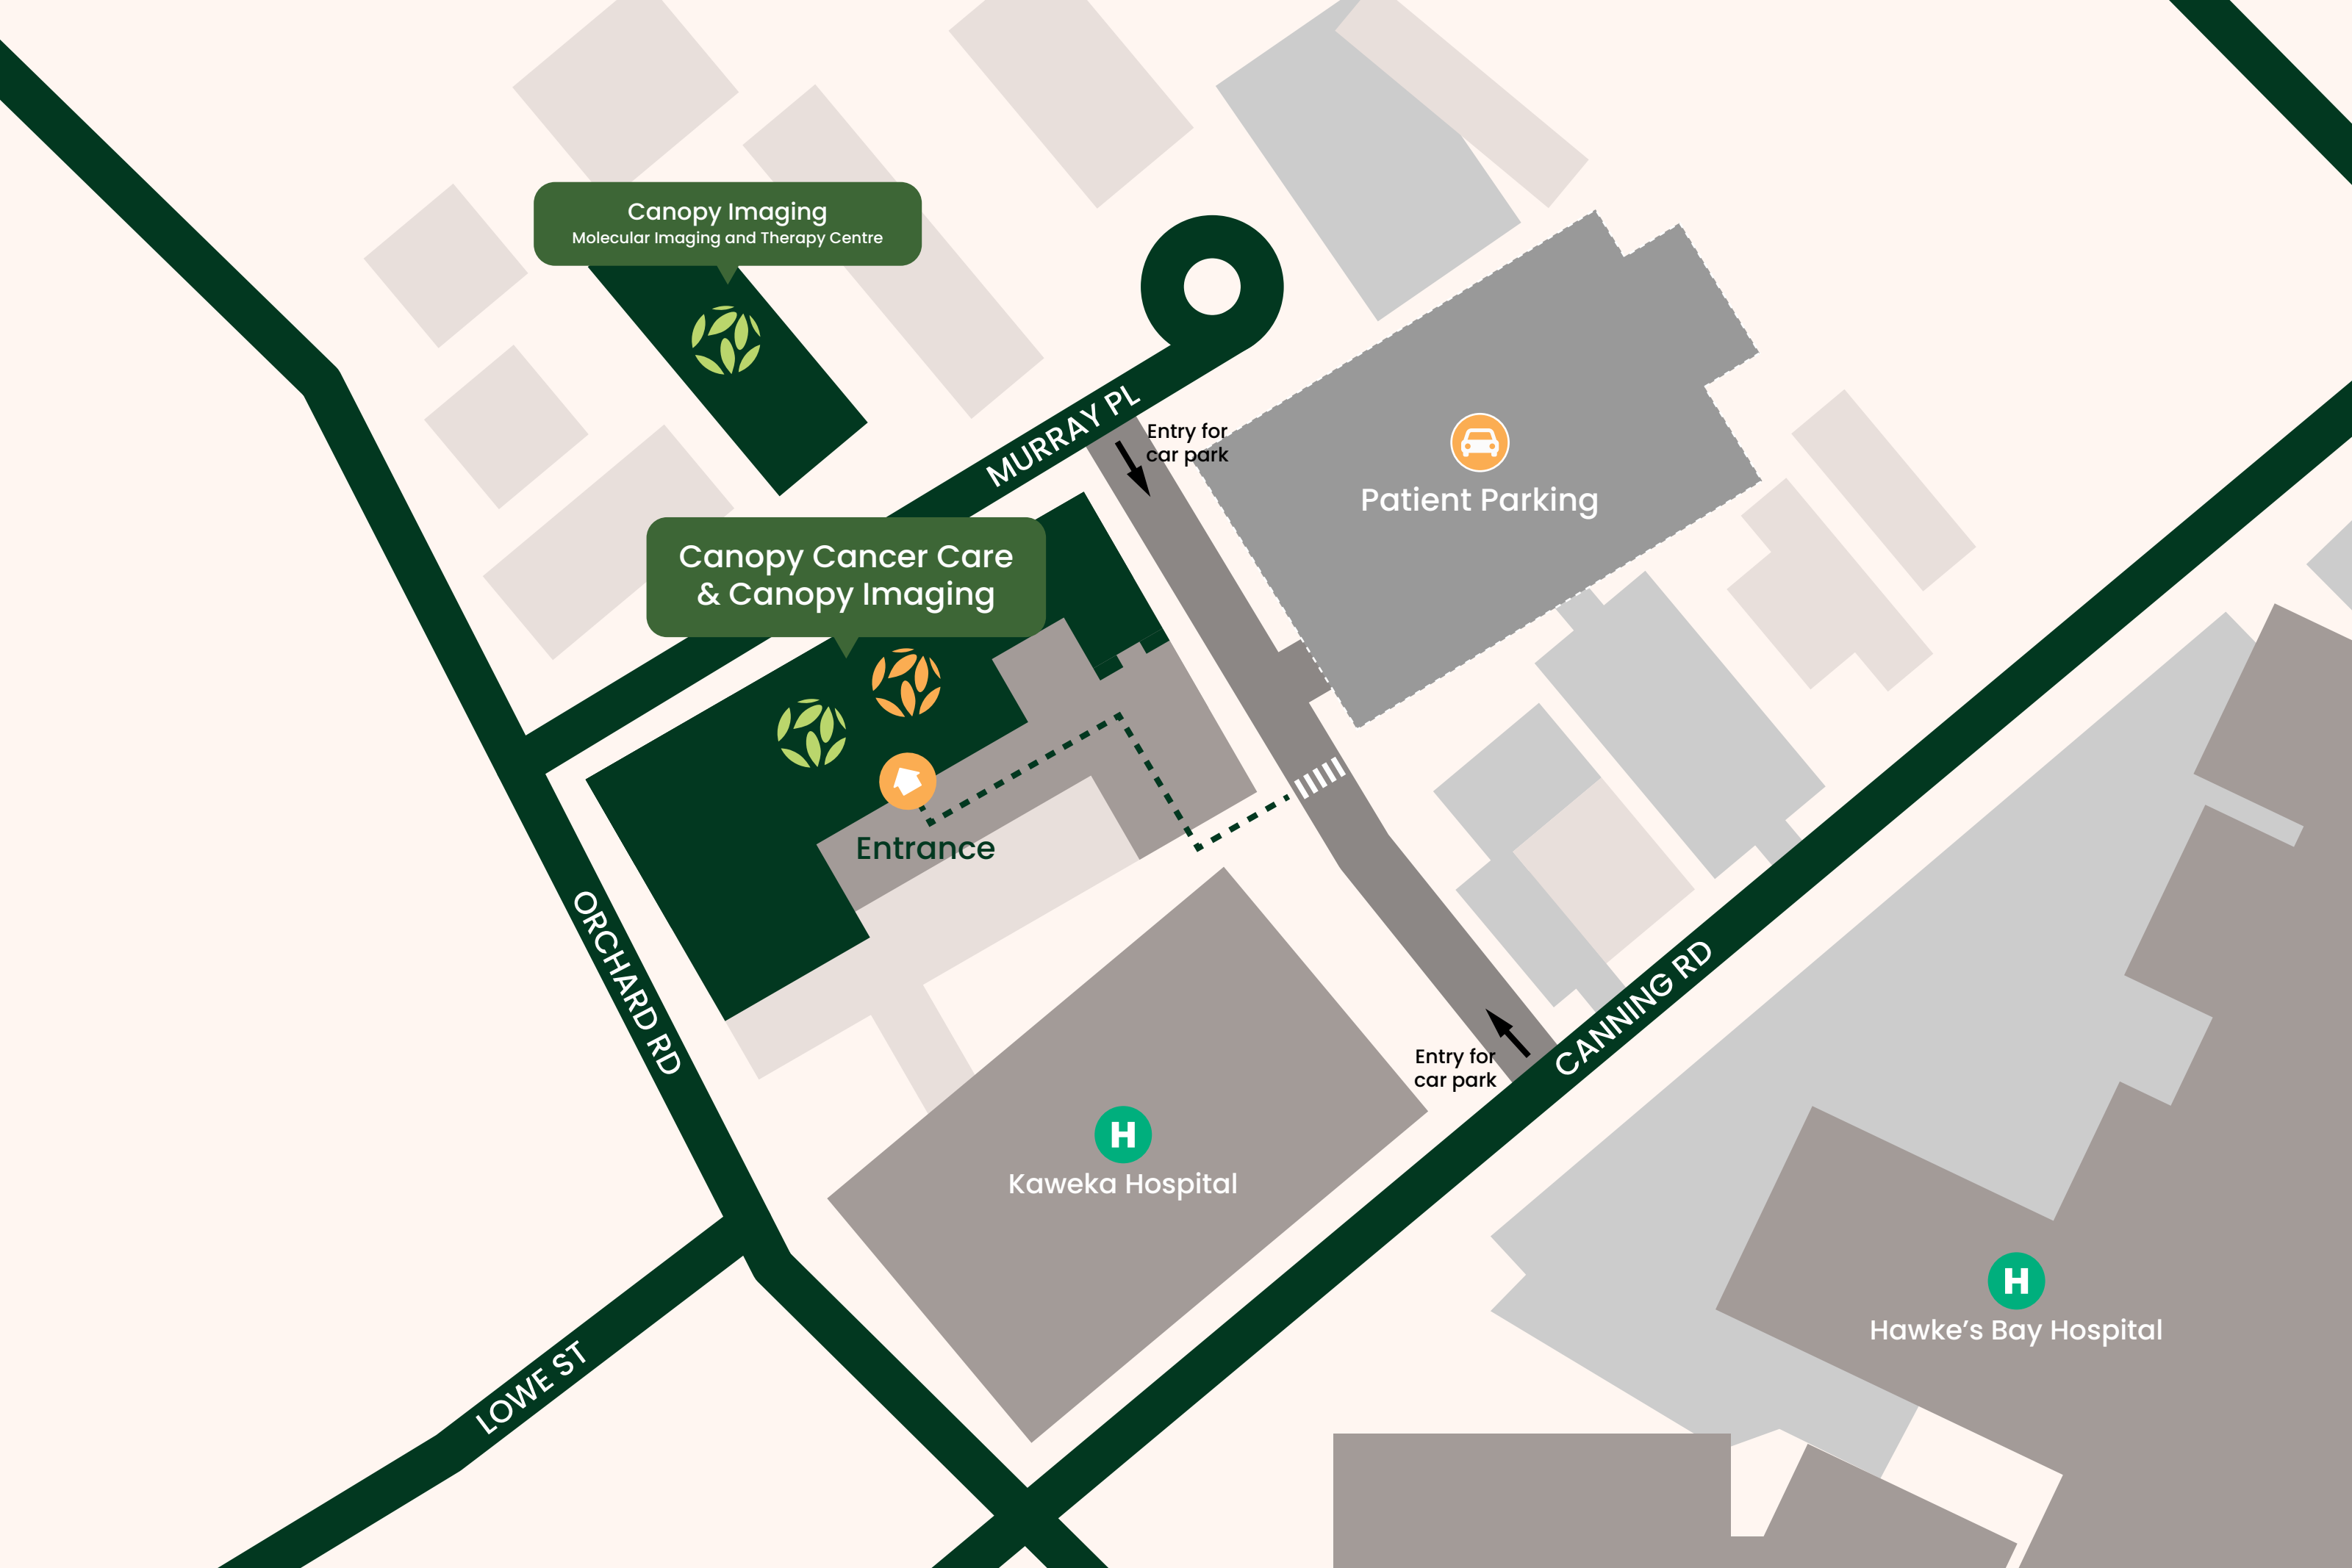 Canopy Imaging
Molecular Imaging and Therapy Centre
MURRAY PL
Entry for
car park
Patient Parking
Canopy Cancer Care
& Canopy Imaging
Entrance
ORCHARD RD
CANNING RD
Entry for
car park
H
Kaweka Hospital
H
Hawke’s Bay Hospital
LOWE ST